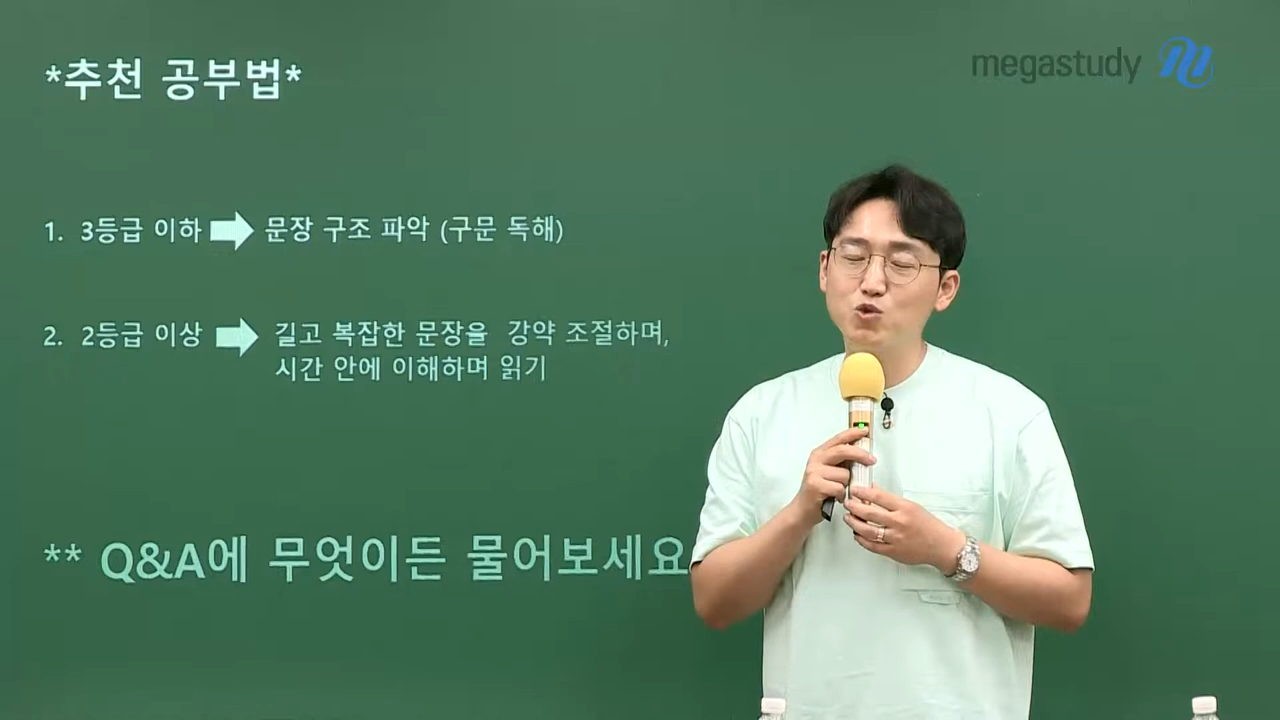 *추천 공부법*
megastudy
1. 3등급 이하 ➡ 문장 구조 파악 (구문 독해)
2. 2등급 이상 ➡ 길고 복잡한 문장을 강약 조절하며,
시간 안에 이해하며 읽기
** Q&A에 무엇이든 물어보세요